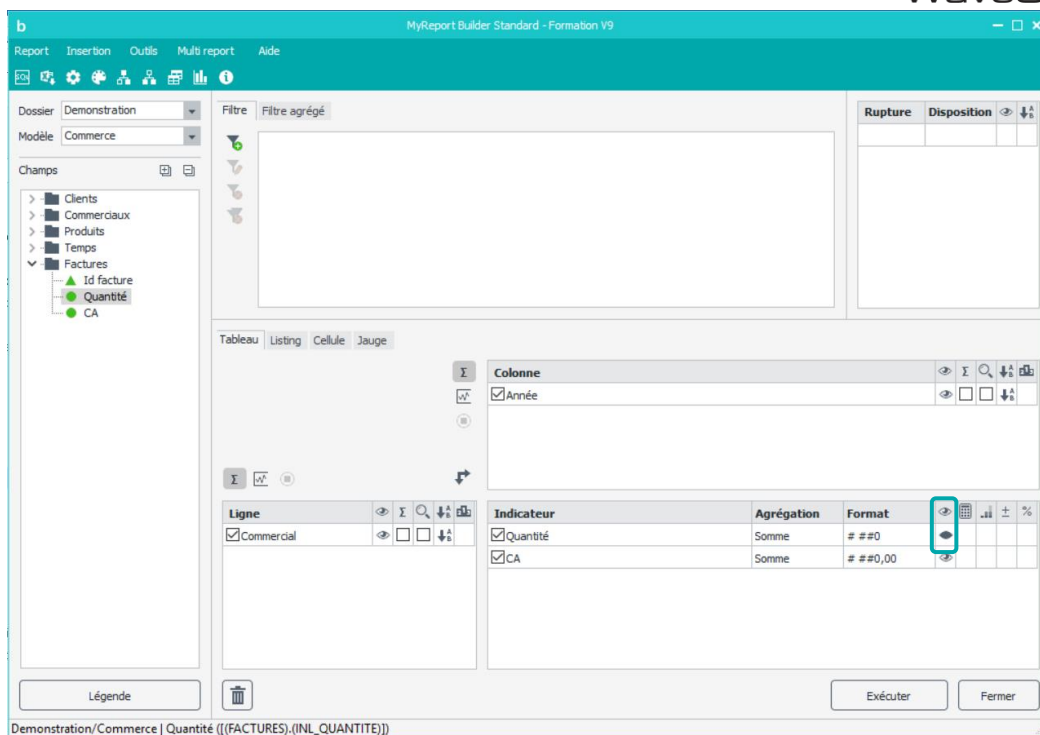 b MyReport Builder Standard - Formation V9
Report Insertion Outils Multi report Aide
Dossier Demonstration
Modèle Commerce
Champs
Clients
Commerciaux
Produits
Temps
Factures
Id facture
Quantité
CA
Légende
Filtre Filtre agrégé
Rupture Disposition
Tableau Listing Cellule Jauge
Σ
Colonne Σ
Année
Σ
Ligne Σ
Commercial
Indicateur Agrégation Format ± %
Quantité Somme # ##0
CA Somme # ##0,00
Exécuter Fermer
Demonstration/Commerce | Quantité ([(FACTURES).(INL_QUANTITE)])